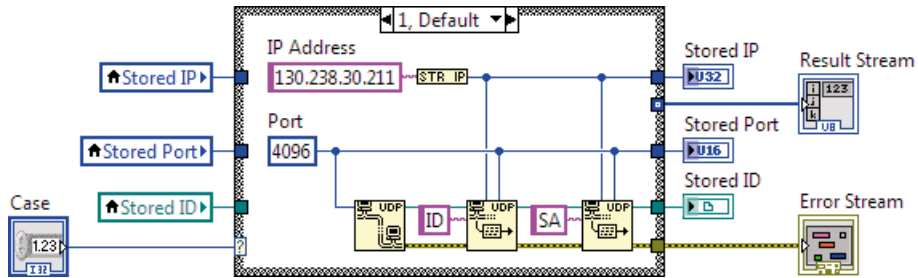 1, Default
IP Address
Stored IP
Stored IP
130.238.30.211
STR IP
U32
Result Stream
i 123
j
k
U8
Port
Stored Port
Stored Port
4096
U16
Stored ID
Stored ID
Case
UDP
ID
UDP
SA
UDP
Error Stream
1.23
I32
?